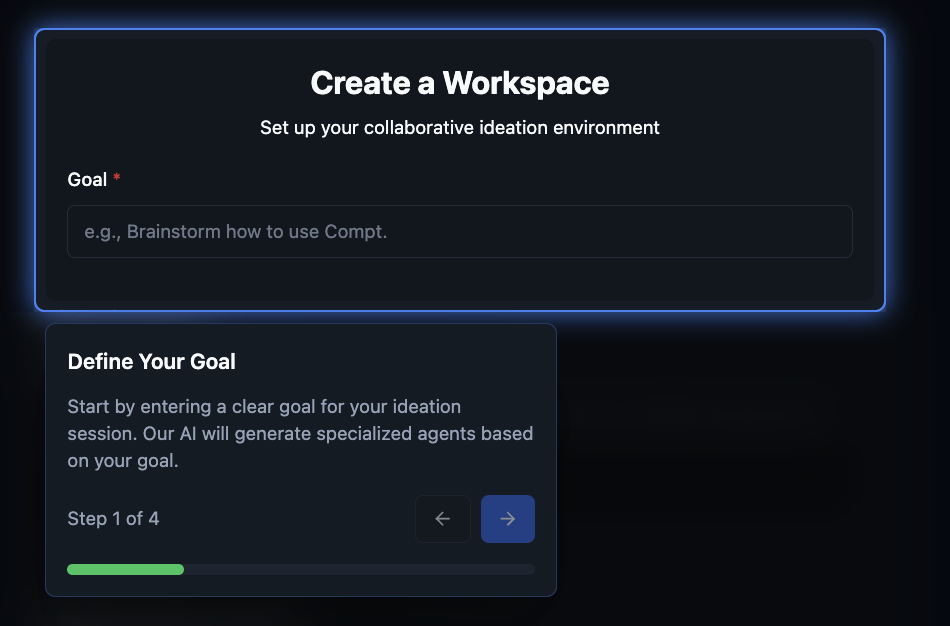 Create a Workspace
Set up your collaborative ideation environment
Goal *
e.g., Brainstorm how to use Compt.
Define Your Goal
Start by entering a clear goal for your ideation
session. Our AI will generate specialized agents based
on your goal.
Step 1 of 4